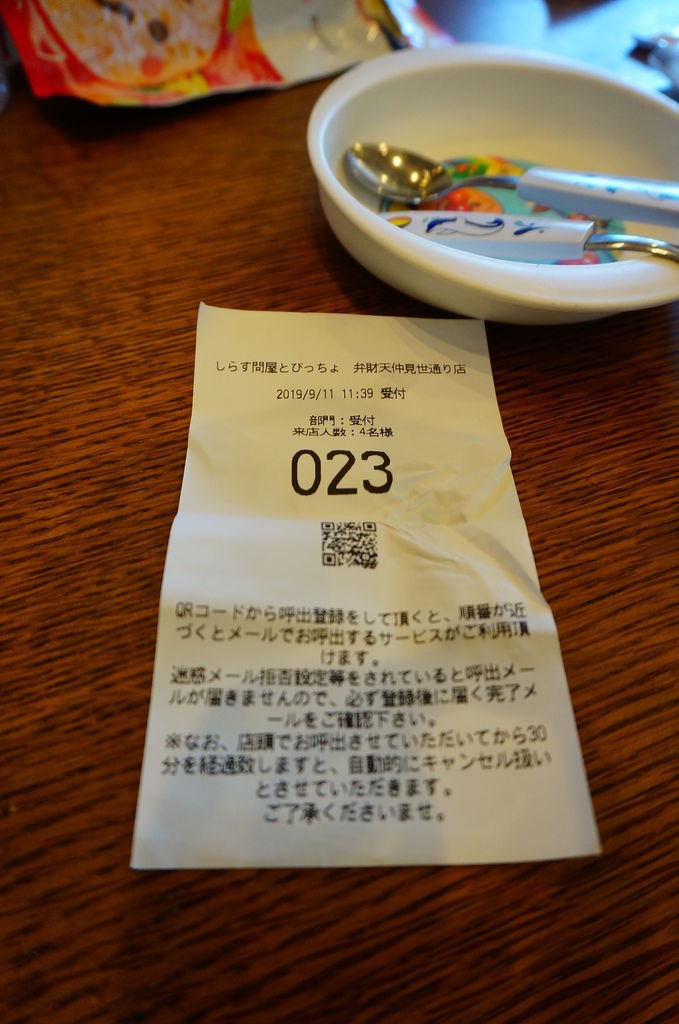 しらす問屋とびっちょ　弁財天仲見世通り店
2019/9/11 11:39 受付
部門：受付
来店人数：4名様
023
QRコードから呼出登録をして頂くと、順番が近
づくとメールでお呼出するサービスがご利用頂
けます。
迷惑メール拒否設定等をされていると呼出メー
ルが届きませんので、必ず登録後に届く完了メ
ールをご確認下さい。
※なお、店頭でお呼出させていただいてから30
分を経過致しますと、自動的にキャンセル扱い
とさせていただきます。
ご了承くださいませ。